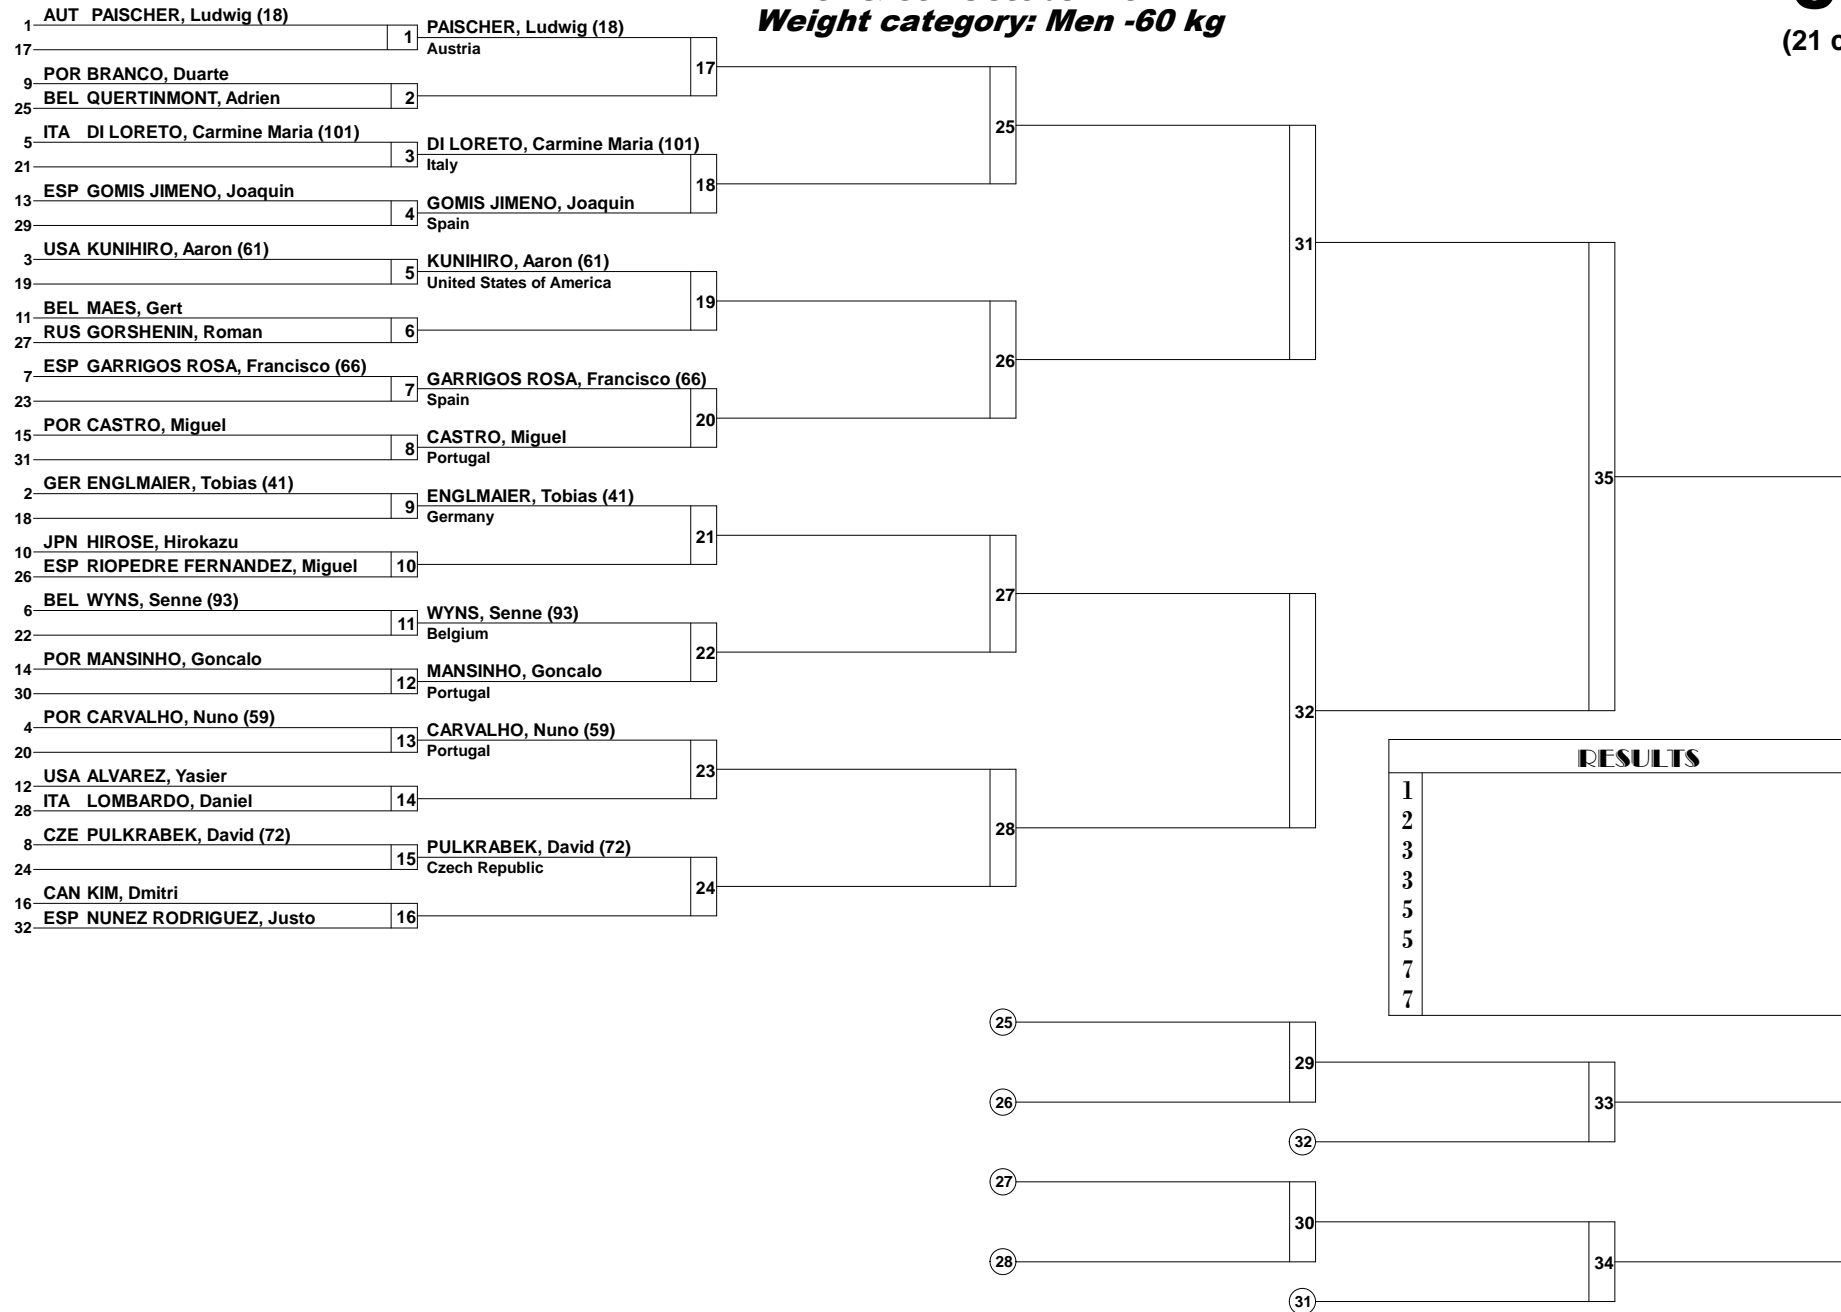 Weight category: Men -60 kg
(21 c
1 AUT PAISCHER, Ludwig (18)
17
1 PAISCHER, Ludwig (18)
Austria
9 POR BRANCO, Duarte
25 BEL QUERTINMONT, Adrien
2
17
5 ITA DI LORETO, Carmine Maria (101)
21
3 DI LORETO, Carmine Maria (101)
Italy
13 ESP GOMIS JIMENO, Joaquin
29
4 GOMIS JIMENO, Joaquin
Spain
18
25
3 USA KUNIHIRO, Aaron (61)
19
5 KUNIHIRO, Aaron (61)
United States of America
11 BEL MAES, Gert
27 RUS GORSHENIN, Roman
6
19
7 ESP GARRIGOS ROSA, Francisco (66)
23
7 GARRIGOS ROSA, Francisco (66)
Spain
15 POR CASTRO, Miguel
31
8 CASTRO, Miguel
Portugal
20
26
31
2 GER ENGLMAIER, Tobias (41)
18
9 ENGLMAIER, Tobias (41)
Germany
10 JPN HIROSE, Hirokazu
26 ESP RIOPEDRE FERNANDEZ, Miguel
10
21
6 BEL WYNS, Senne (93)
22
11 WYNS, Senne (93)
Belgium
14 POR MANSINHO, Goncalo
30
12 MANSINHO, Goncalo
Portugal
22
27
4 POR CARVALHO, Nuno (59)
20
13 CARVALHO, Nuno (59)
Portugal
12 USA ALVAREZ, Yasier
28 ITA LOMBARDO, Daniel
14
23
8 CZE PULKRABEK, David (72)
24
15 PULKRABEK, David (72)
Czech Republic
16 CAN KIM, Dmitri
32 ESP NUNEZ RODRIGUEZ, Justo
16
24
28
32
35
RESULTS
1
2
3
3
5
5
7
7
25
26
29
32
33
27
28
30
31
34